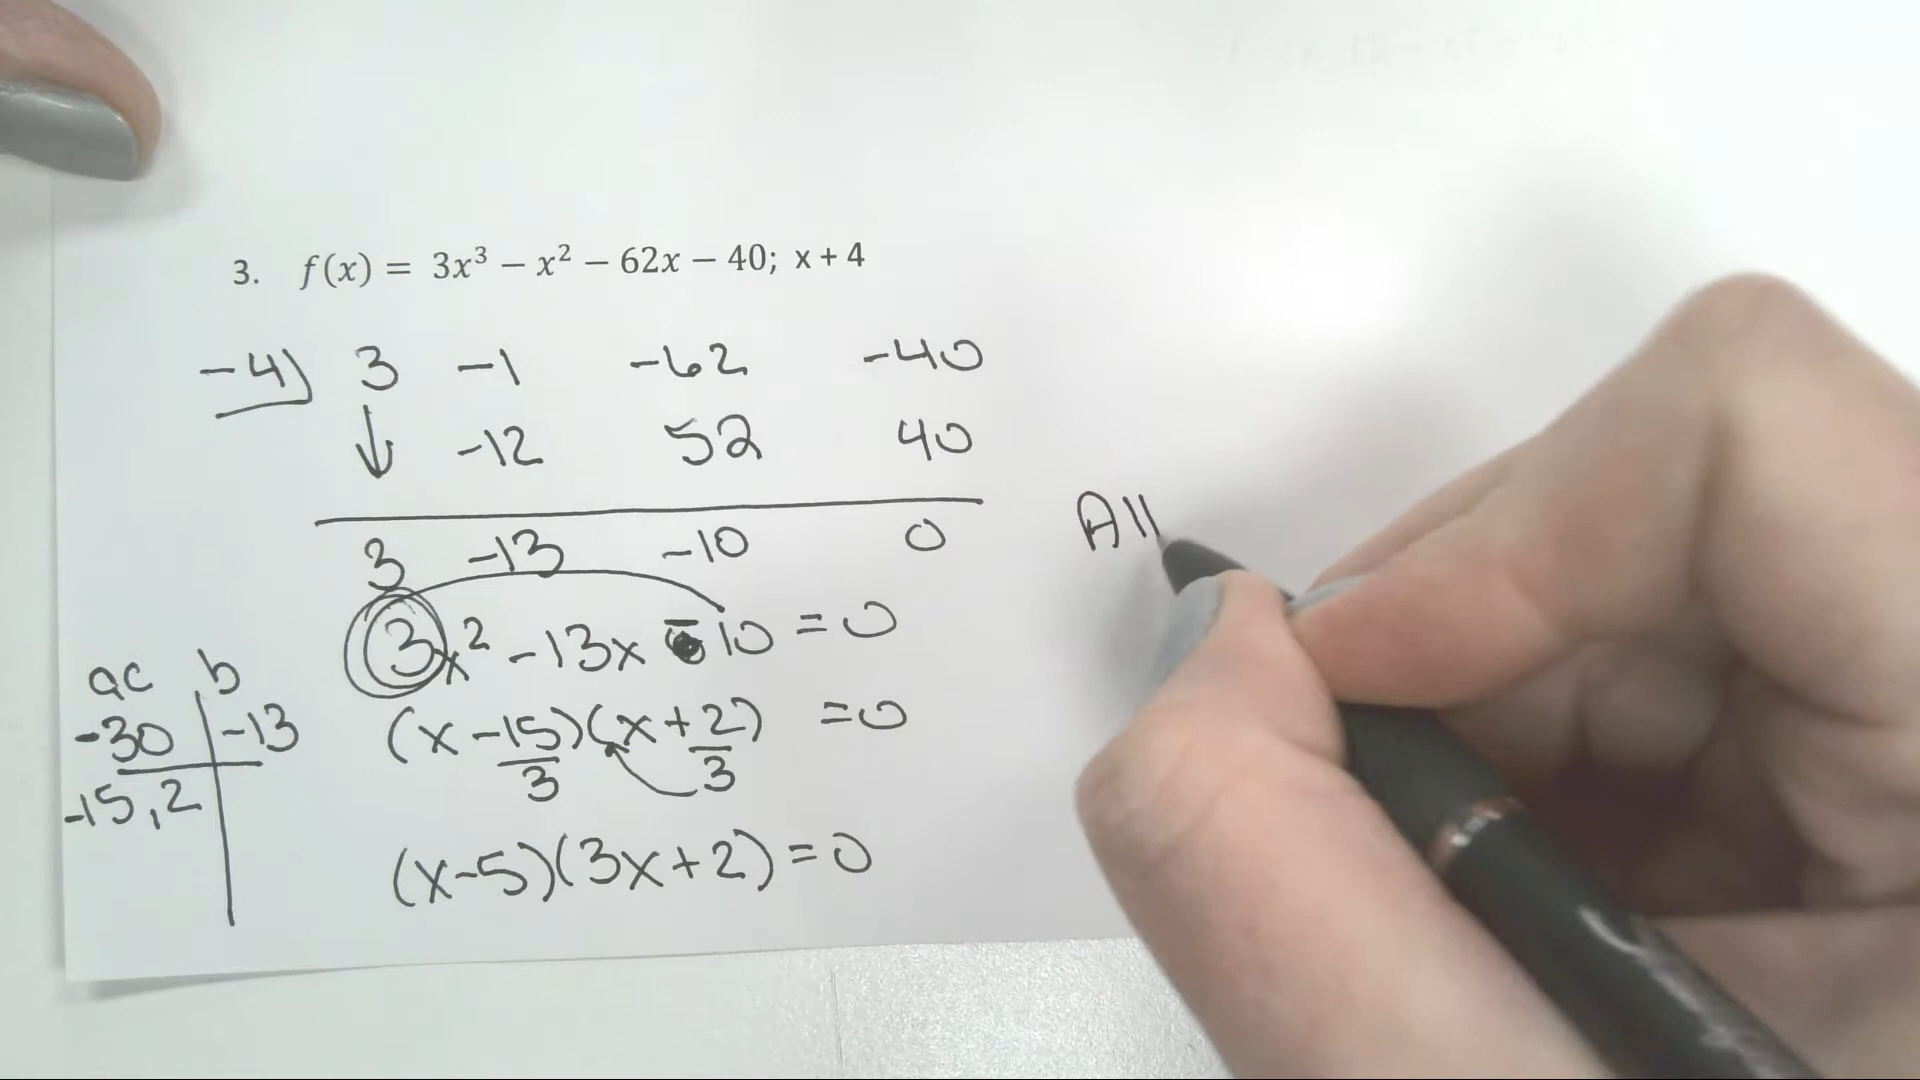 3. f(x) = 3x³ − x² − 62x − 40; x + 4
-4) 3 -1 -62 -40
↓ -12 52 40
3 -13 -10 0
3x² - 13x - 10 = 0
ac b
-30 -13
-15, 2
(x - 15/3)(x + 2/3) = 0
(x-5)(3x+2) = 0
All